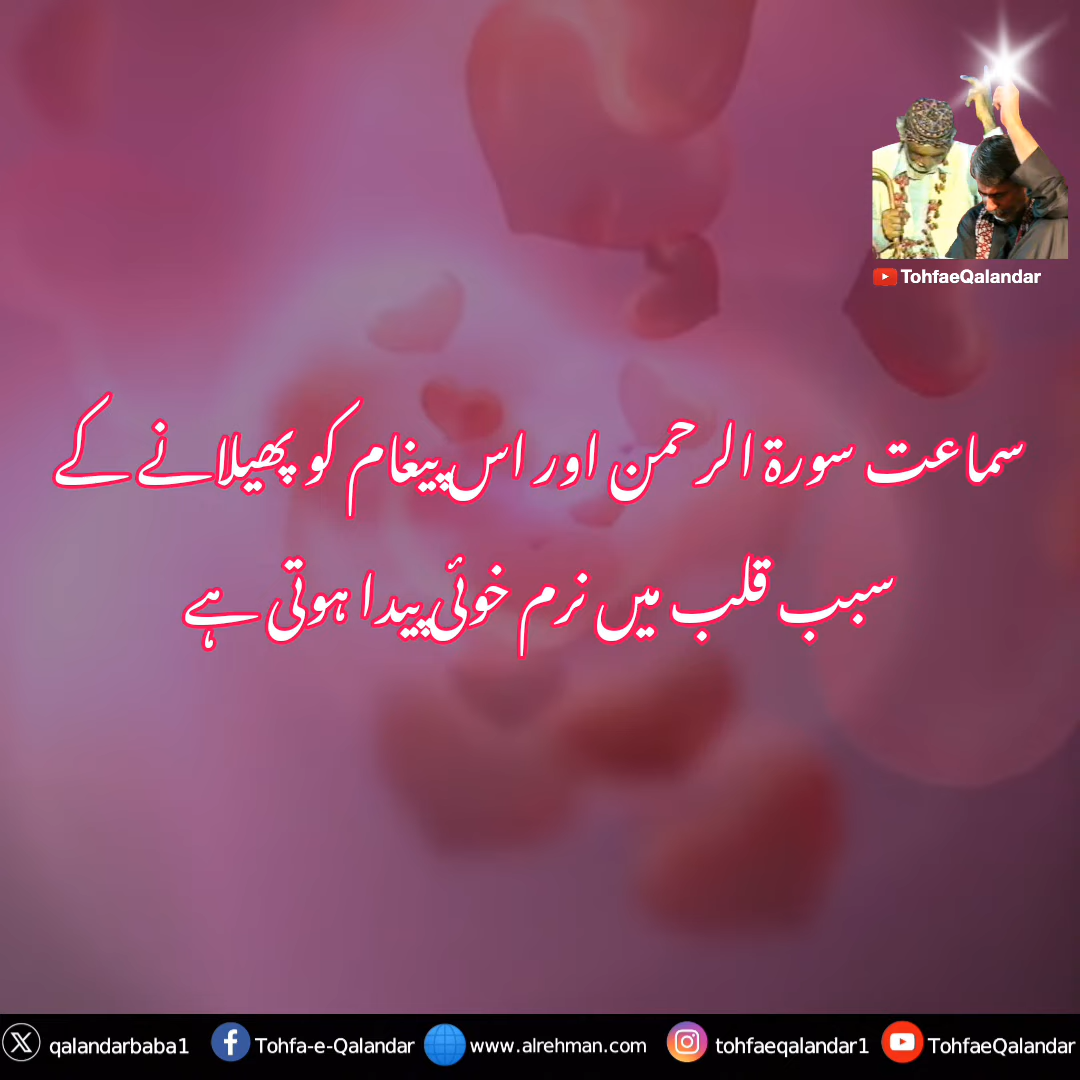 TohfaeQalandar
سماعت سورۃ الرحمن اور اس پیغام کو پھیلانے کے
سبب قلب میں نرم خوئی پیدا ہوتی ہے
qalandarbaba1 Tohfa-e-Qalandar www.alrehman.com tohfaeqalandar1 TohfaeQalandar